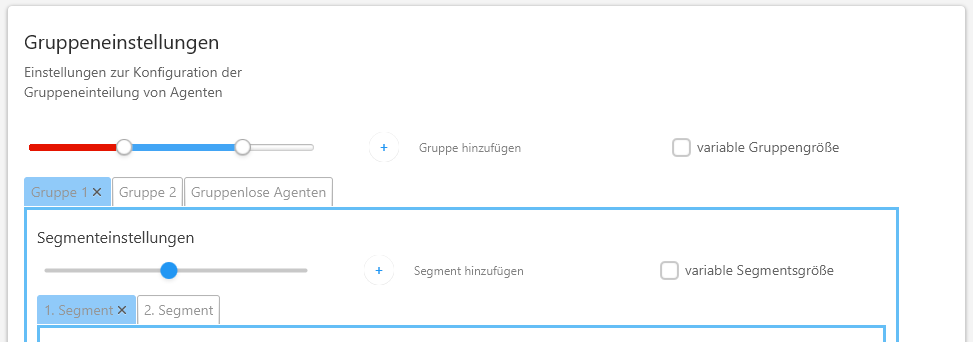 Gruppeneinstellungen
Einstellungen zur Konfiguration der
Gruppeneinteilung von Agenten
+ Gruppe hinzufügen variable Gruppengröße
Gruppe 1 × Gruppe 2 Gruppenlose Agenten
Segmenteinstellungen
+ Segment hinzufügen variable Segmentsgröße
1. Segment × 2. Segment